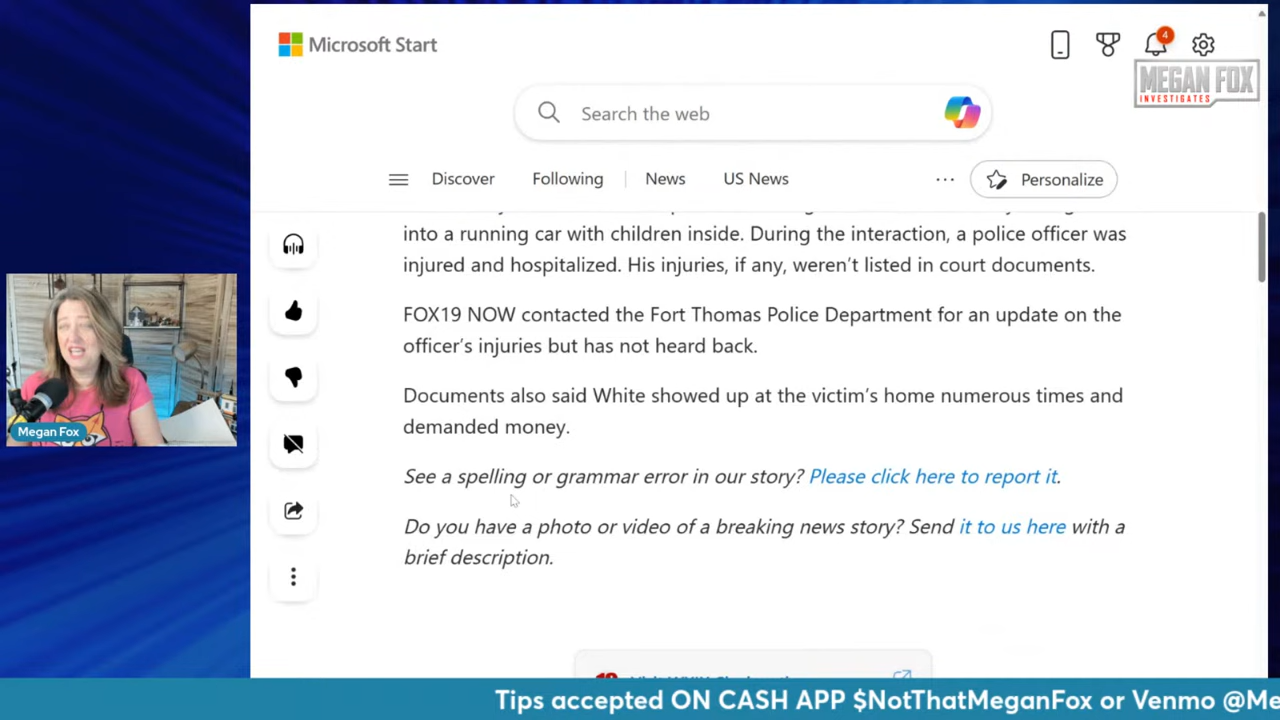 Microsoft Start
4
MEGAN FOX
INVESTIGATES
Search the web
Discover
Following
News
US News
Personalize
into a running car with children inside. During the interaction, a police officer was
injured and hospitalized. His injuries, if any, weren't listed in court documents.
FOX19 NOW contacted the Fort Thomas Police Department for an update on the
officer's injuries but has not heard back.
Documents also said White showed up at the victim's home numerous times and
demanded money.
See a spelling or grammar error in our story? Please click here to report it.
Do you have a photo or video of a breaking news story? Send it to us here with a
brief description.
Megan Fox
Tips accepted ON CASH APP $NotThatMeganFox or Venmo @Me